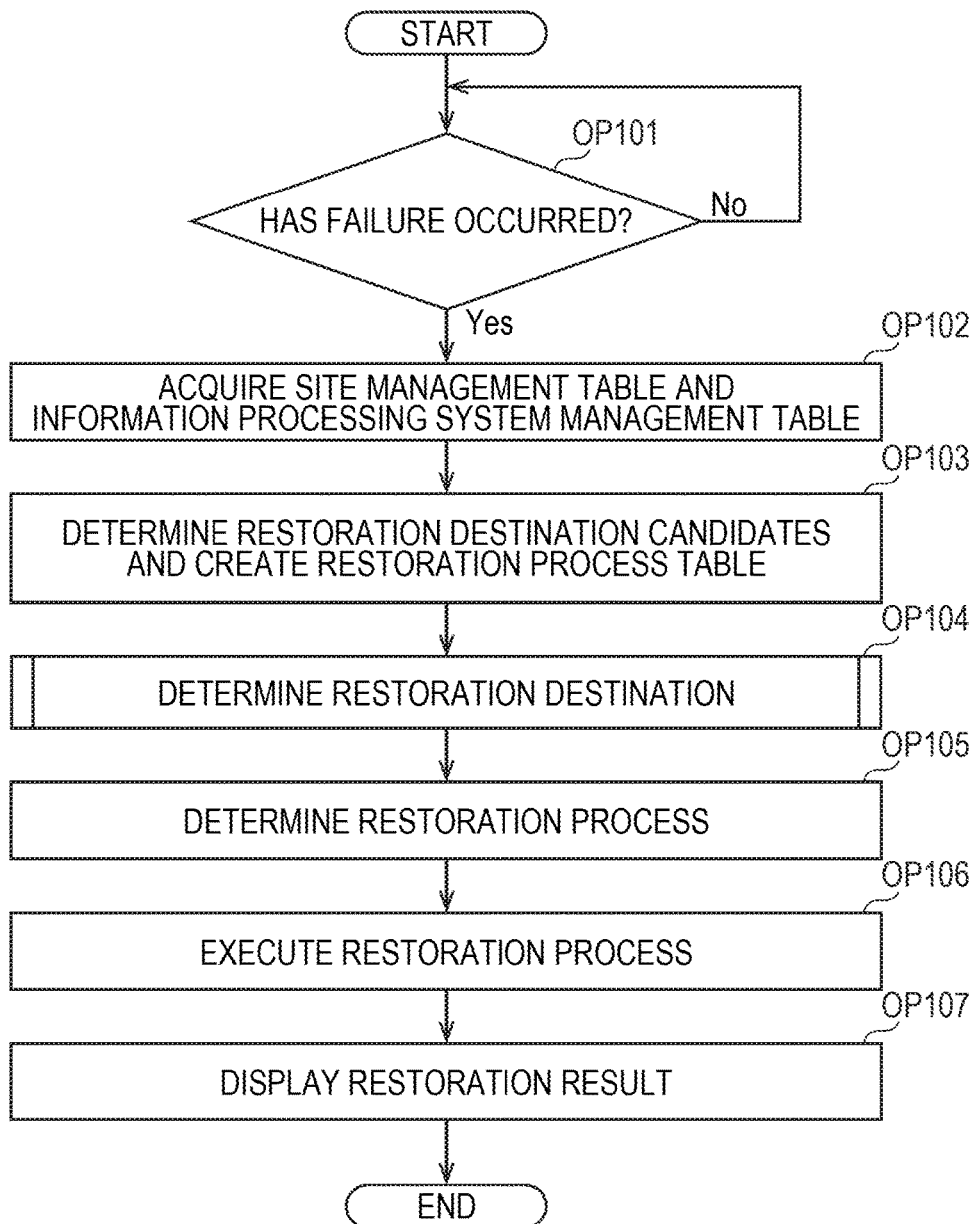 START
OP101
HAS FAILURE OCCURRED?
No
Yes
OP102
ACQUIRE SITE MANAGEMENT TABLE AND
INFORMATION PROCESSING SYSTEM MANAGEMENT TABLE
OP103
DETERMINE RESTORATION DESTINATION CANDIDATES
AND CREATE RESTORATION PROCESS TABLE
OP104
DETERMINE RESTORATION DESTINATION
OP105
DETERMINE RESTORATION PROCESS
OP106
EXECUTE RESTORATION PROCESS
OP107
DISPLAY RESTORATION RESULT
END